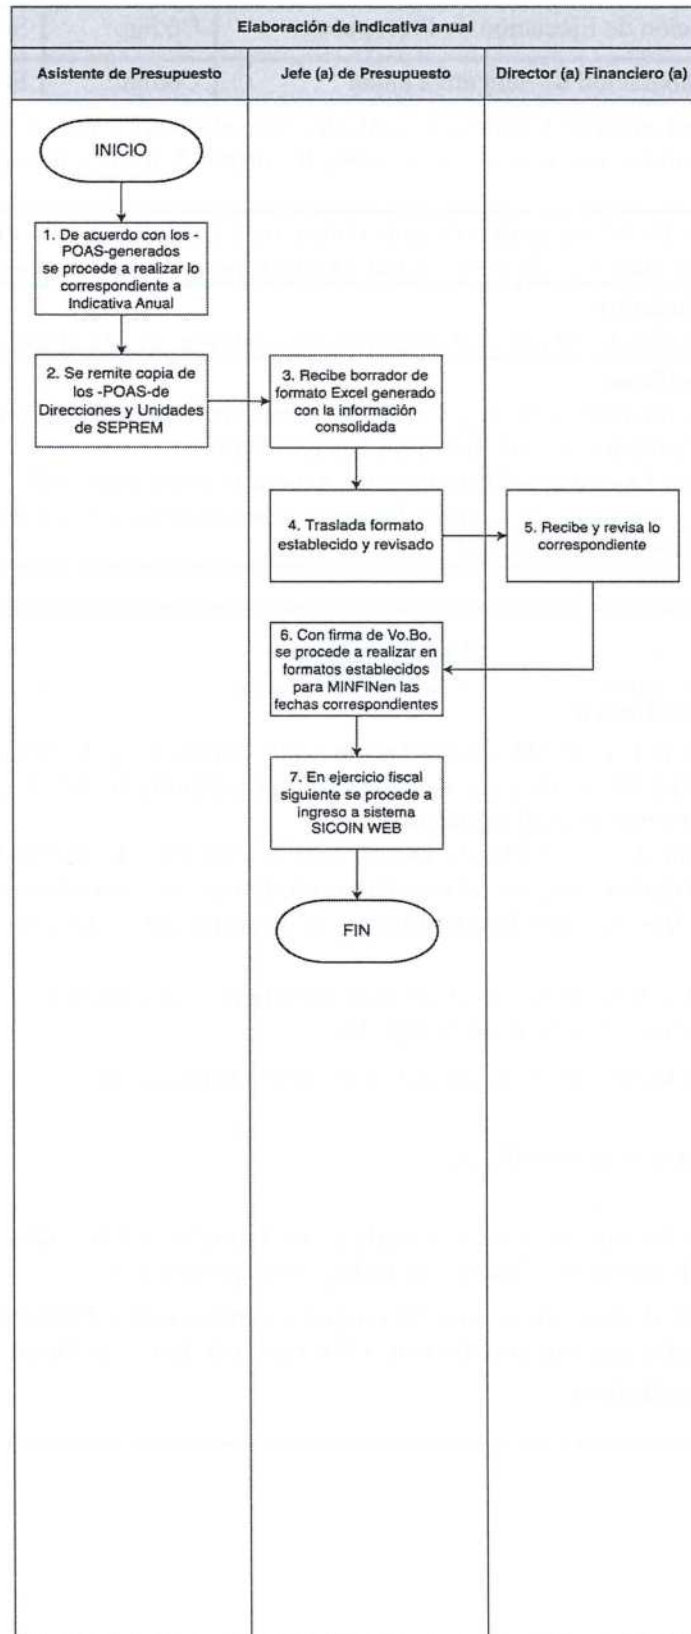 Elaboración de indicativa anual
Asistente de Presupuesto
Jefe (a) de Presupuesto
Director (a) Financiero (a)
INICIO
1. De acuerdo con los -
POAS-generados
se procede a realizar lo
correspondiente a
Indicativa Anual
2. Se remite copia de
los -POAS-de
Direcciones y Unidades
de SEPREM
3. Recibe borrador de
formato Excel generado
con la información
consolidada
4. Traslada formato
establecido y revisado
5. Recibe y revisa lo
correspondiente
6. Con firma de Vo.Bo.
se procede a realizar en
formatos establecidos
para MINFINen las
fechas correspondientes
7. En ejercicio fiscal
siguiente se procede a
ingreso a sistema
SICOIN WEB
FIN